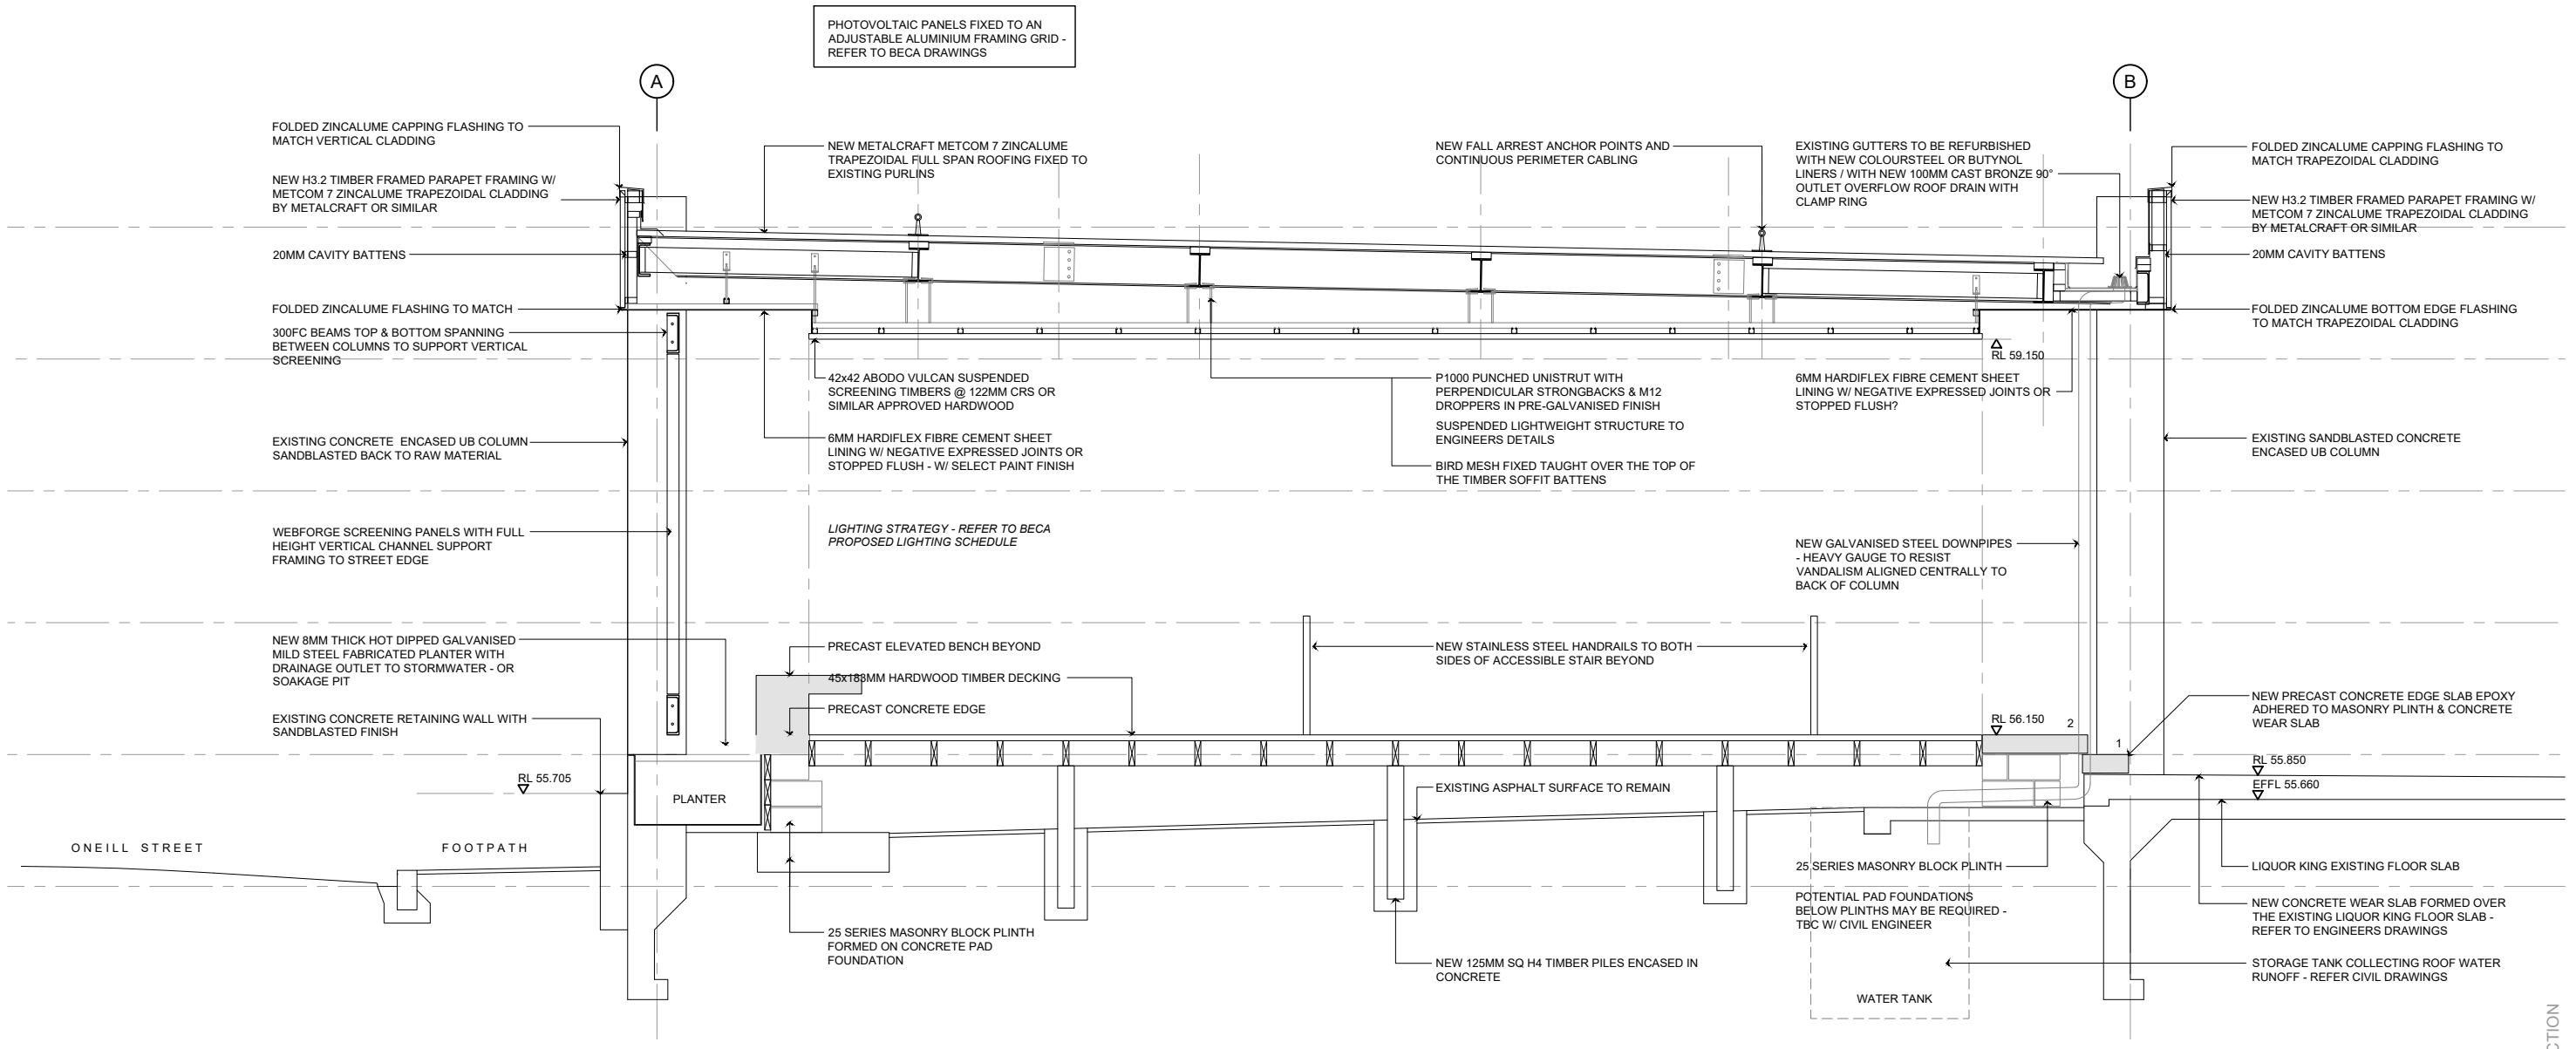 PHOTOVOLTAIC PANELS FIXED TO AN
ADJUSTABLE ALUMINIUM FRAMING GRID -
REFER TO BECA DRAWINGS
A
B
FOLDED ZINCALUME CAPPING FLASHING TO
MATCH VERTICAL CLADDING
NEW H3.2 TIMBER FRAMED PARAPET FRAMING W/
METCOM 7 ZINCALUME TRAPEZOIDAL CLADDING
BY METALCRAFT OR SIMILAR
20MM CAVITY BATTENS
FOLDED ZINCALUME FLASHING TO MATCH
300FC BEAMS TOP & BOTTOM SPANNING
BETWEEN COLUMNS TO SUPPORT VERTICAL
SCREENING
EXISTING CONCRETE  ENCASED UB COLUMN
SANDBLASTED BACK TO RAW MATERIAL
WEBFORGE SCREENING PANELS WITH FULL
HEIGHT VERTICAL CHANNEL SUPPORT
FRAMING TO STREET EDGE
NEW 8MM THICK HOT DIPPED GALVANISED
MILD STEEL FABRICATED PLANTER WITH
DRAINAGE OUTLET TO STORMWATER - OR
SOAKAGE PIT
EXISTING CONCRETE RETAINING WALL WITH
SANDBLASTED FINISH
RL 55.705
PLANTER
ONEILL STREET
FOOTPATH
NEW METALCRAFT METCOM 7 ZINCALUME
TRAPEZOIDAL FULL SPAN ROOFING FIXED TO
EXISTING PURLINS
42x42 ABODO VULCAN SUSPENDED
SCREENING TIMBERS @ 122MM CRS OR
SIMILAR APPROVED HARDWOOD
6MM HARDIFLEX FIBRE CEMENT SHEET
LINING W/ NEGATIVE EXPRESSED JOINTS OR
STOPPED FLUSH - W/ SELECT PAINT FINISH
LIGHTING STRATEGY - REFER TO BECA
PROPOSED LIGHTING SCHEDULE
PRECAST ELEVATED BENCH BEYOND
45x183MM HARDWOOD TIMBER DECKING
PRECAST CONCRETE EDGE
25 SERIES MASONRY BLOCK PLINTH
FORMED ON CONCRETE PAD
FOUNDATION
NEW FALL ARREST ANCHOR POINTS AND
CONTINUOUS PERIMETER CABLING
P1000 PUNCHED UNISTRUT WITH
PERPENDICULAR STRONGBACKS & M12
DROPPERS IN PRE-GALVANISED FINISH
SUSPENDED LIGHTWEIGHT STRUCTURE TO
ENGINEERS DETAILS
BIRD MESH FIXED TAUGHT OVER THE TOP OF
THE TIMBER SOFFIT BATTENS
NEW STAINLESS STEEL HANDRAILS TO BOTH
SIDES OF ACCESSIBLE STAIR BEYOND
EXISTING ASPHALT SURFACE TO REMAIN
NEW 125MM SQ H4 TIMBER PILES ENCASED IN
CONCRETE
EXISTING GUTTERS TO BE REFURBISHED
WITH NEW COLOURSTEEL OR BUTYNOL
LINERS / WITH NEW 100MM CAST BRONZE 90°
OUTLET OVERFLOW ROOF DRAIN WITH
CLAMP RING
RL 59.150
6MM HARDIFLEX FIBRE CEMENT SHEET
LINING W/ NEGATIVE EXPRESSED JOINTS OR
STOPPED FLUSH?
NEW GALVANISED STEEL DOWNPIPES
- HEAVY GAUGE TO RESIST
VANDALISM ALIGNED CENTRALLY TO
BACK OF COLUMN
RL 56.150
2
1
25 SERIES MASONRY BLOCK PLINTH
POTENTIAL PAD FOUNDATIONS
BELOW PLINTHS MAY BE REQUIRED -
TBC W/ CIVIL ENGINEER
WATER TANK
FOLDED ZINCALUME CAPPING FLASHING TO
MATCH TRAPEZOIDAL CLADDING
NEW H3.2 TIMBER FRAMED PARAPET FRAMING W/
METCOM 7 ZINCALUME TRAPEZOIDAL CLADDING
BY METALCRAFT OR SIMILAR
20MM CAVITY BATTENS
FOLDED ZINCALUME BOTTOM EDGE FLASHING
TO MATCH TRAPEZOIDAL CLADDING
EXISTING SANDBLASTED CONCRETE
ENCASED UB COLUMN
NEW PRECAST CONCRETE EDGE SLAB EPOXY
ADHERED TO MASONRY PLINTH & CONCRETE
WEAR SLAB
RL 55.850
EFFL 55.660
LIQUOR KING EXISTING FLOOR SLAB
NEW CONCRETE WEAR SLAB FORMED OVER
THE EXISTING LIQUOR KING FLOOR SLAB -
REFER TO ENGINEERS DRAWINGS
STORAGE TANK COLLECTING ROOF WATER
RUNOFF - REFER CIVIL DRAWINGS